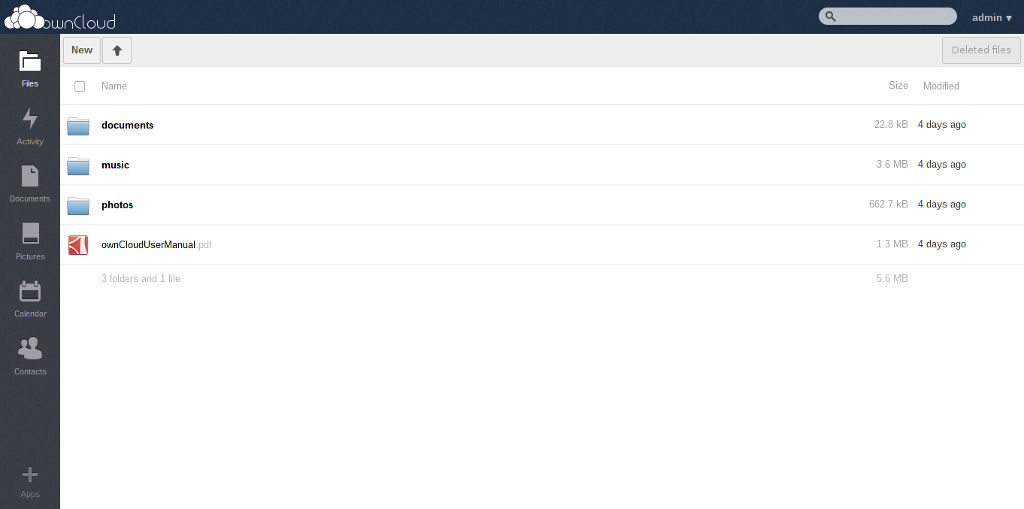 ownCloud
admin ▾
Files
Activity
Documents
Pictures
Calendar
Contacts
Apps
New
Deleted files
Name Size Modified
documents 22.8 kB 4 days ago
music 3.6 MB 4 days ago
photos 662.7 kB 4 days ago
ownCloudUserManual.pdf 1.3 MB 4 days ago
3 folders and 1 file 5.6 MB